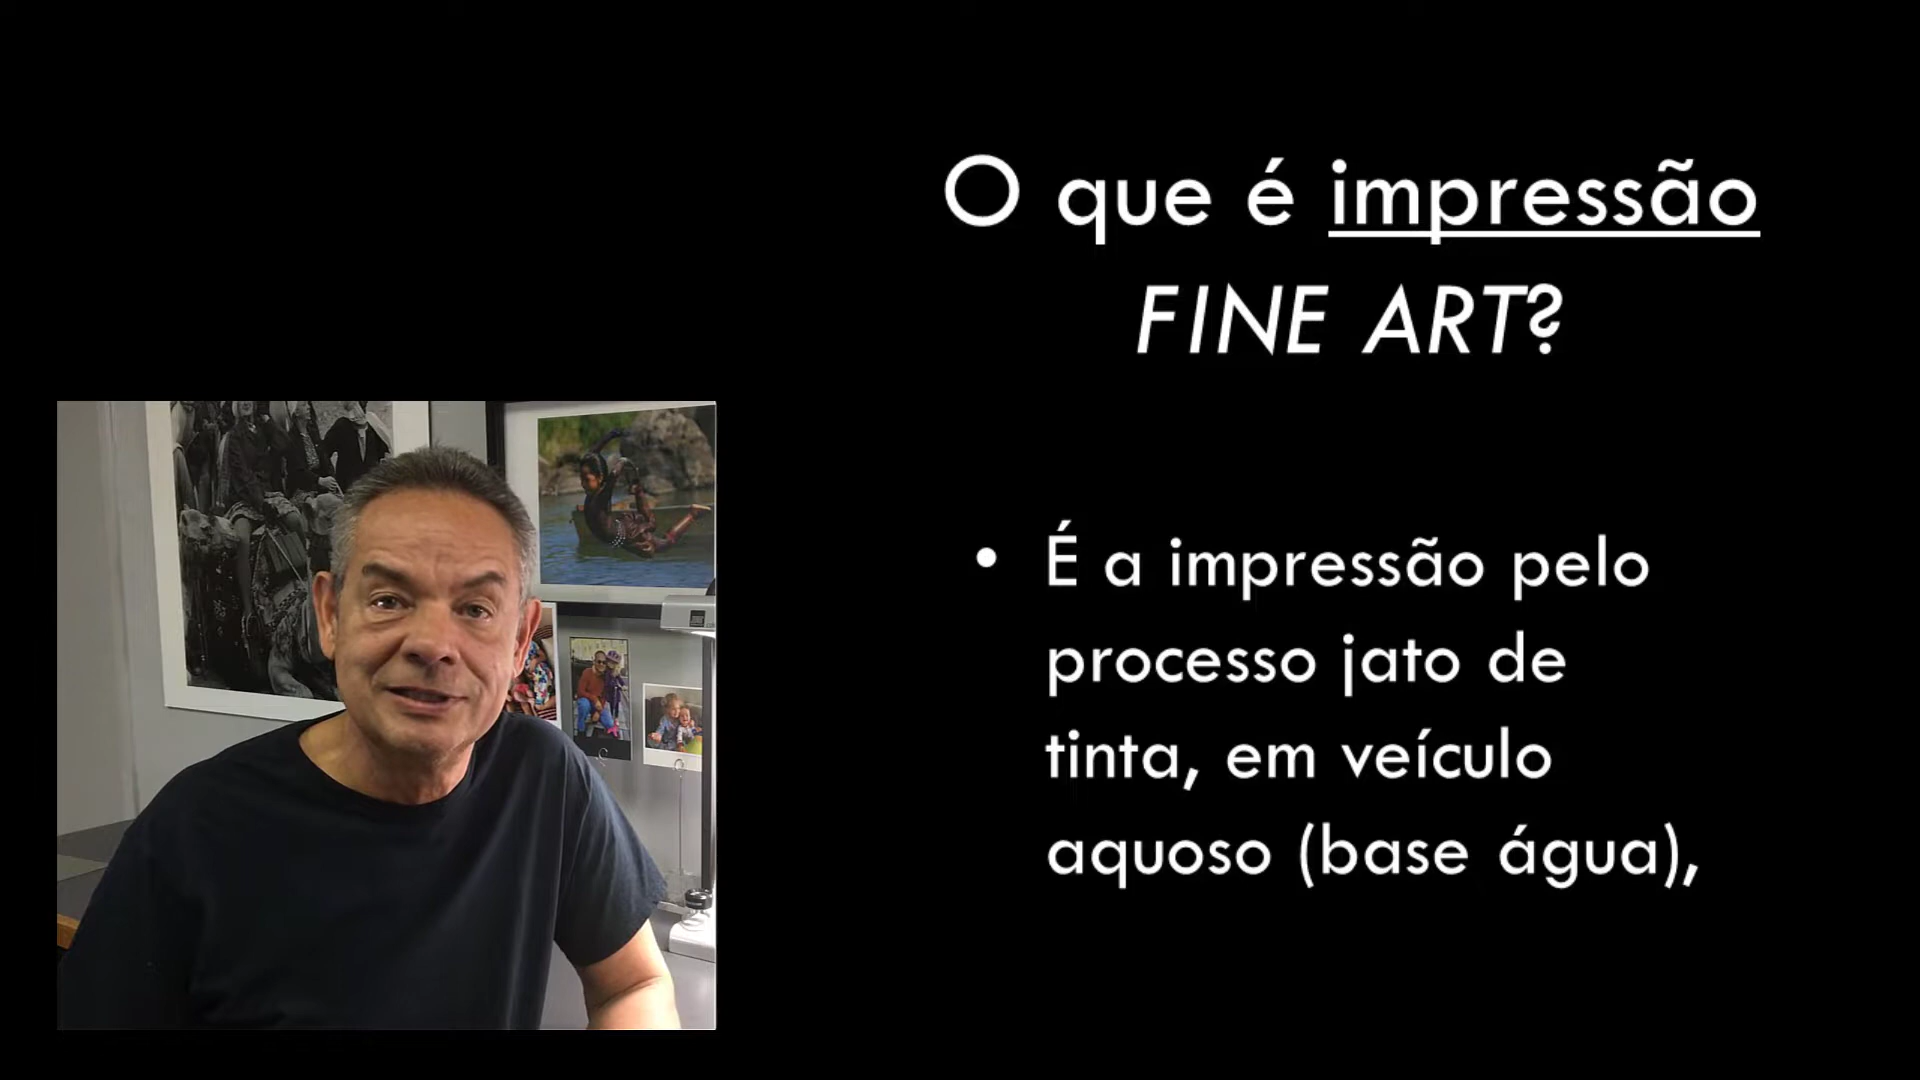 O que é impressão
FINE ART?
• É a impressão pelo
processo jato de
tinta, em veículo
aquoso (base água),